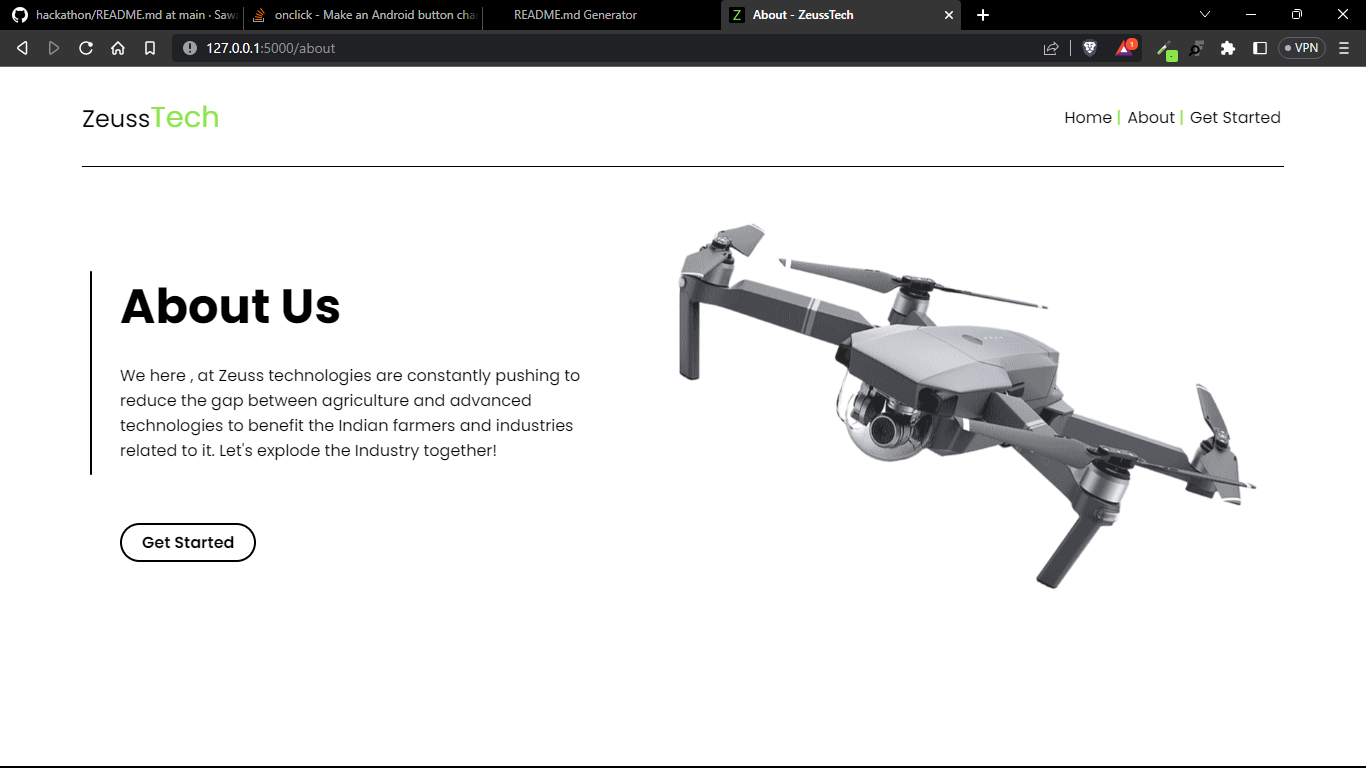 hackathon/README.md at main · Saw
onclick - Make an Android button cha
README.md Generator
Z About - ZeussTech
127.0.0.1:5000/about
1
VPN
ZeussTech
Home | About | Get Started
About Us
We here , at Zeuss technologies are constantly pushing to
reduce the gap between agriculture and advanced
technologies to benefit the Indian farmers and industries
related to it. Let's explode the Industry together!
Get Started